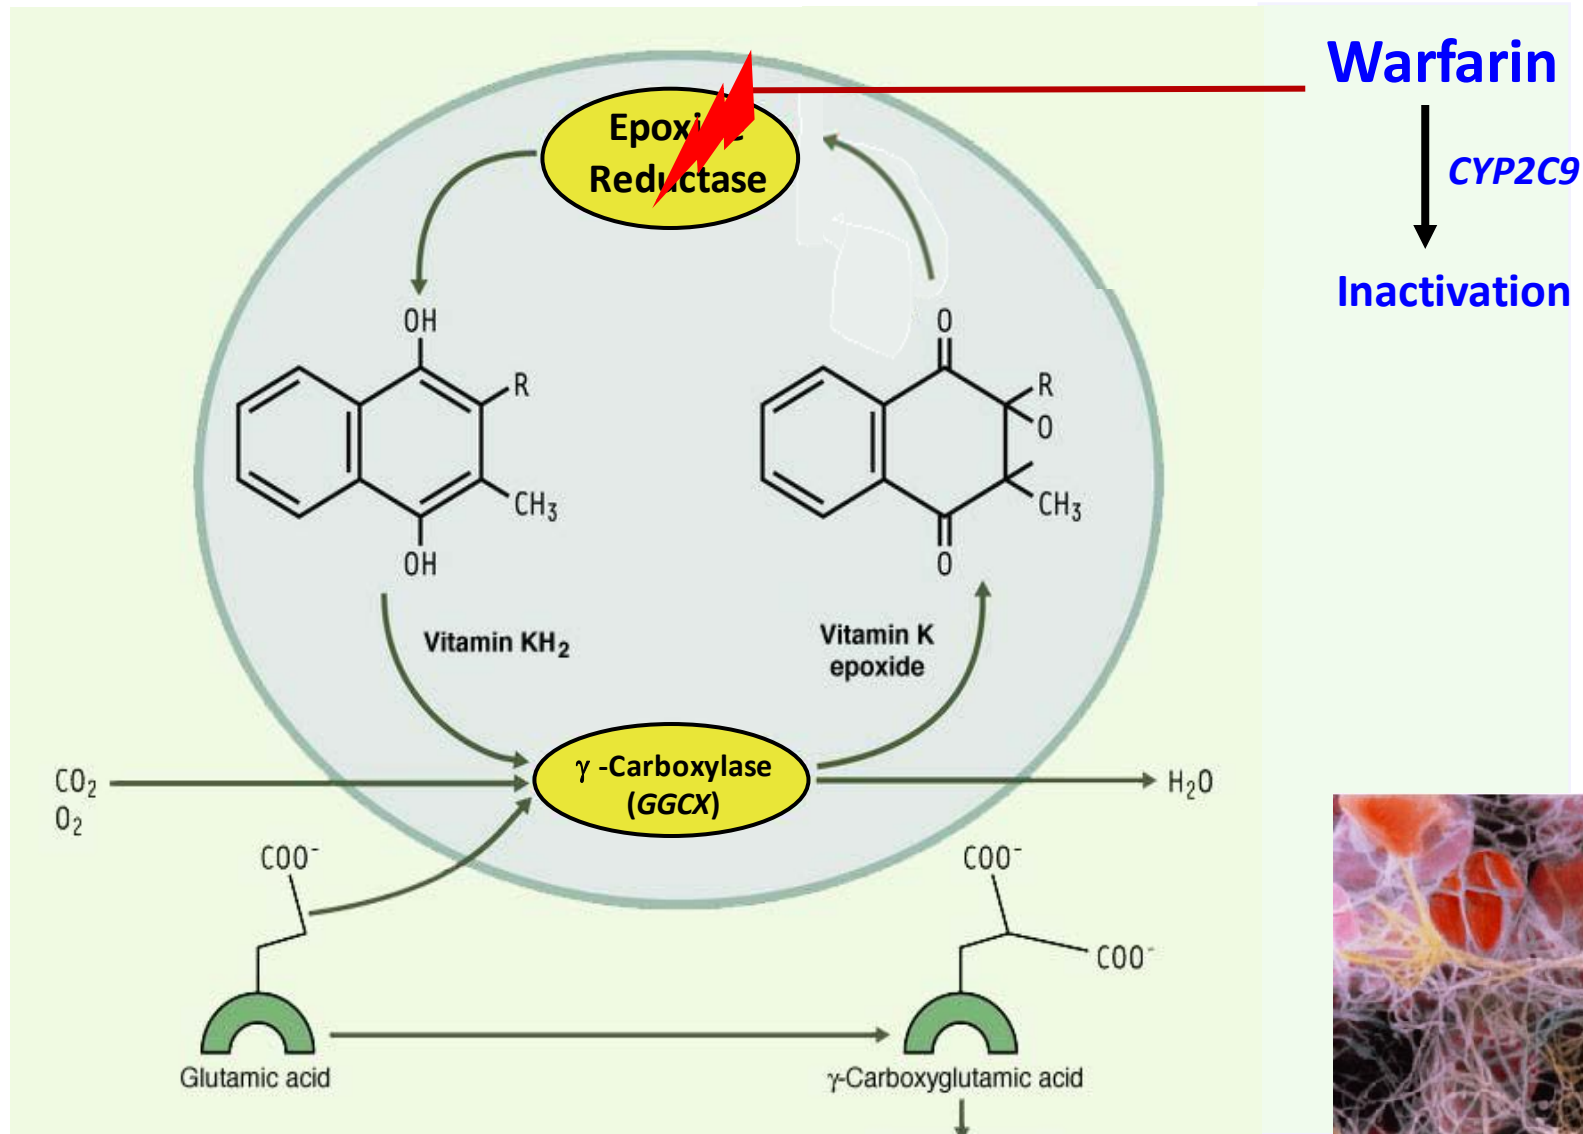 Warfarin
Epoxide
Reductase
CYP2C9
Inactivation
OH
R
CH3
OH
O
R
O
CH3
O
Vitamin KH2
Vitamin K
epoxide
γ -Carboxylase
(GGCX)
CO2
O2
H2O
COO-
COO-
COO-
Glutamic acid
γ-Carboxyglutamic acid